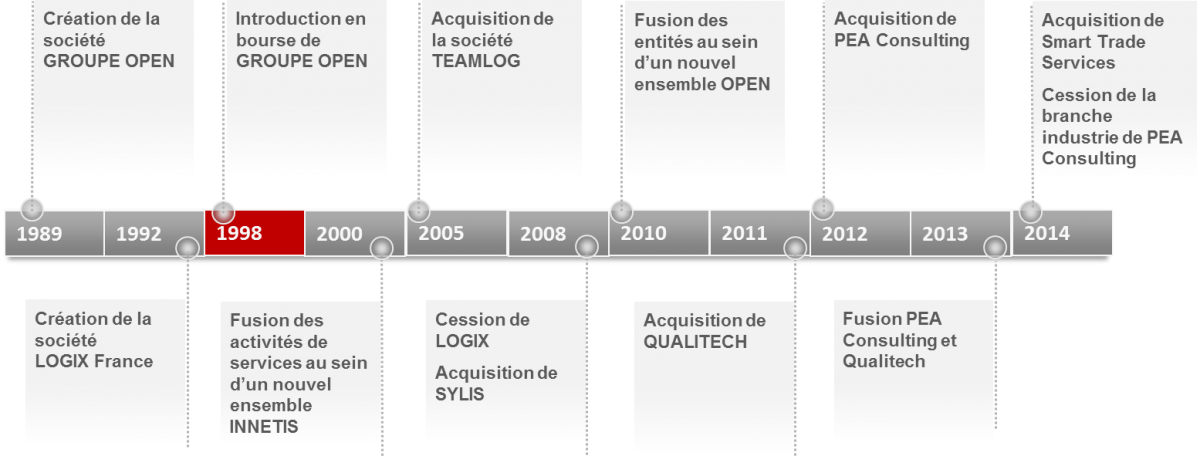 Création de la
société
GROUPE OPEN
Introduction en
bourse de
GROUPE OPEN
Acquisition de
la société
TEAMLOG
Fusion des
entités au sein
d'un nouvel
ensemble OPEN
Acquisition de
PEA Consulting
Acquisition de
Smart Trade
Services
Cession de la
branche
industrie de PEA
Consulting
1989
1992
1998
2000
2005
2008
2010
2011
2012
2013
2014
Création de la
société
LOGIX France
Fusion des
activités de
services au sein
d'un nouvel
ensemble
INNETIS
Cession de
LOGIX
Acquisition de
SYLIS
Acquisition de
QUALITECH
Fusion PEA
Consulting et
Qualitech